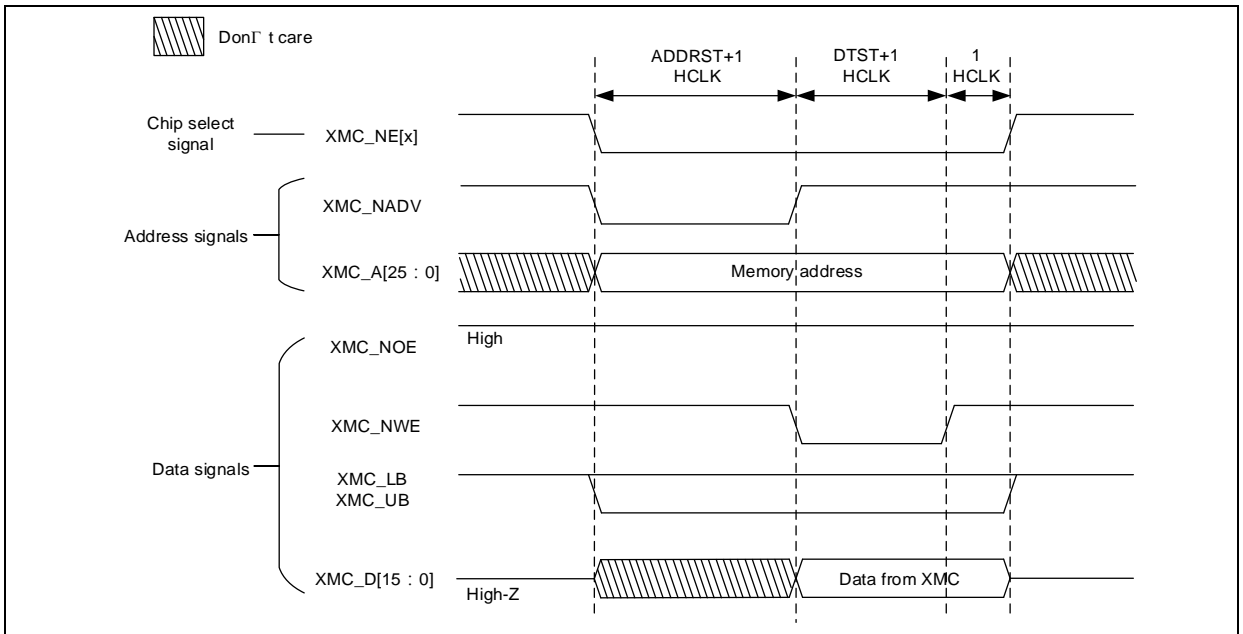 DonΓ t care
ADDRST+1
HCLK
DTST+1
HCLK
1
HCLK
Chip select
signal
XMC_NE[x]
XMC_NADV
Address signals
XMC_A[25 : 0]
Memory address
High
XMC_NOE
XMC_NWE
Data signals
XMC_LB
XMC_UB
XMC_D[15 : 0]
High-Z
Data from XMC